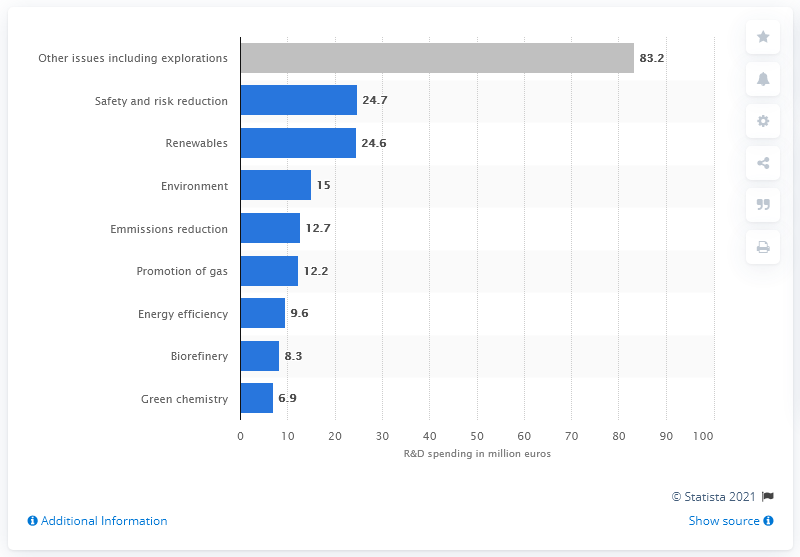 Other issues including explorations 83.2
Safety and risk reduction 24.7
Renewables 24.6
Environment 15
Emmissions reduction 12.7
Promotion of gas 12.2
Energy efficiency 9.6
Biorefinery 8.3
Green chemistry 6.9
0 10 20 30 40 50 60 70 80 90 100
R&D spending in million euros
© Statista 2021
Additional Information Show source